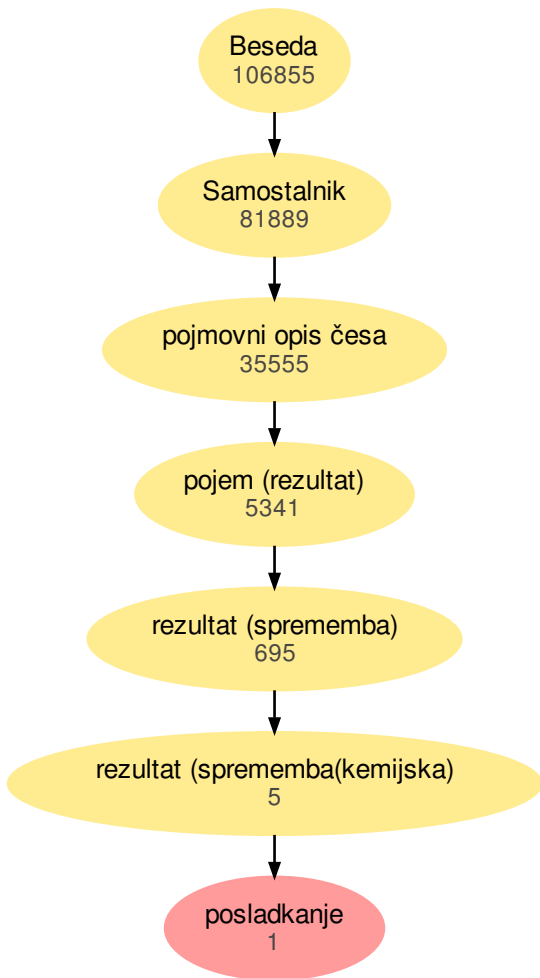 Beseda
106855
Samostalnik
81889
pojmovni opis česa
35555
pojem (rezultat)
5341
rezultat (sprememba)
695
rezultat (sprememba(kemijska)
5
posladkanje
1